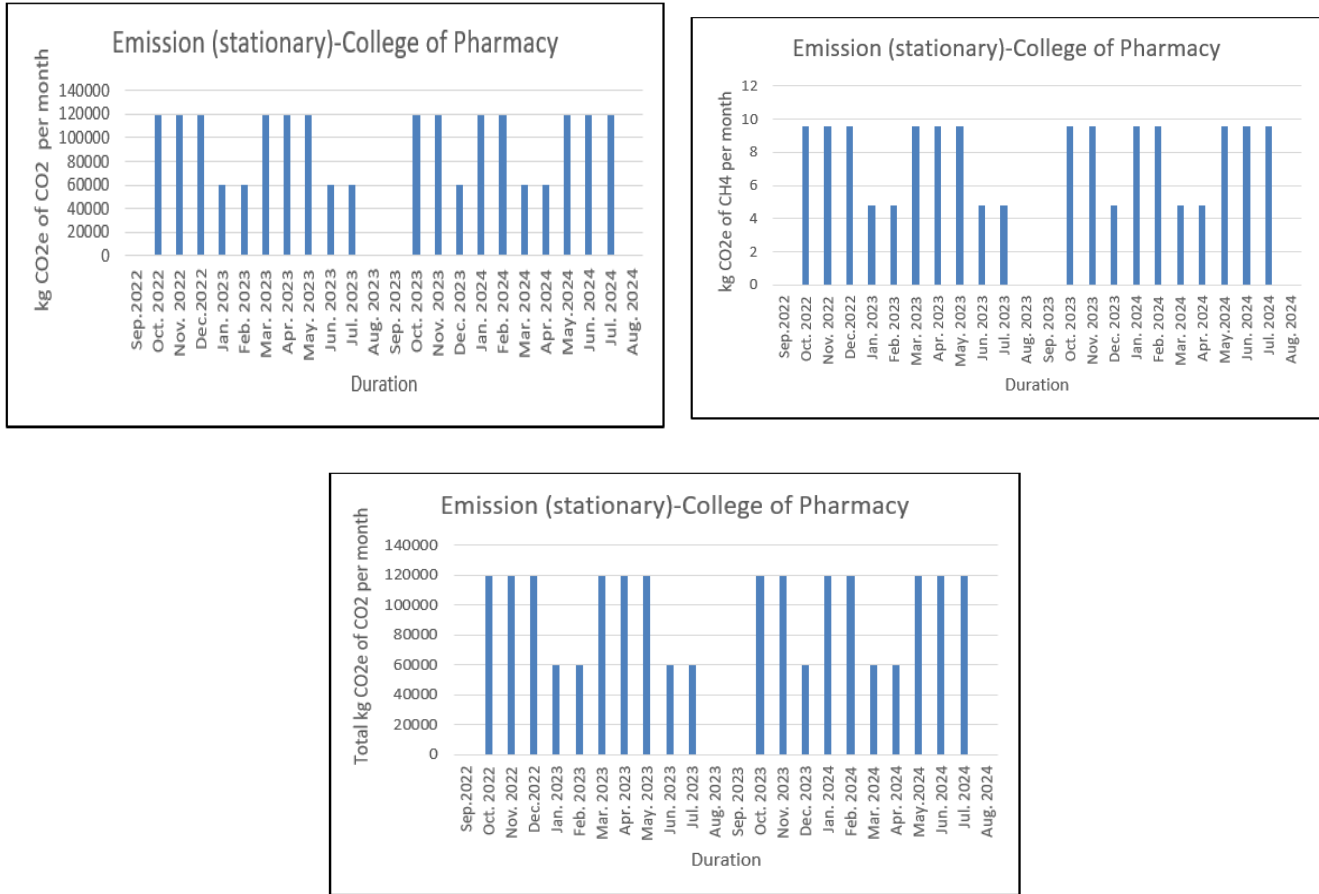 Emission (stationary)-College of Pharmacy
kg CO2e of CO2 per month
140000
120000
100000
80000
60000
40000
20000
0
Sep.2022
Oct. 2022
Nov. 2022
Dec.2022
Jan. 2023
Feb. 2023
Mar. 2023
Apr. 2023
May. 2023
Jun. 2023
Jul. 2023
Aug. 2023
Sep. 2023
Oct. 2023
Nov. 2023
Dec. 2023
Jan. 2024
Feb. 2024
Mar. 2024
Apr. 2024
May.2024
Jun. 2024
Jul. 2024
Aug. 2024
Duration
Emission (stationary)-College of Pharmacy
kg CO2e of CH4 per month
12
10
8
6
4
2
0
Sep.2022
Oct. 2022
Nov. 2022
Dec.2022
Jan. 2023
Feb. 2023
Mar. 2023
Apr. 2023
May. 2023
Jun. 2023
Jul. 2023
Aug. 2023
Sep. 2023
Oct. 2023
Nov. 2023
Dec. 2023
Jan. 2024
Feb. 2024
Mar. 2024
Apr. 2024
May.2024
Jun. 2024
Jul. 2024
Aug. 2024
Duration
Emission (stationary)-College of Pharmacy
Total kg CO2e of CO2 per month
140000
120000
100000
80000
60000
40000
20000
0
Sep.2022
Oct. 2022
Nov. 2022
Dec.2022
Jan. 2023
Feb. 2023
Mar. 2023
Apr. 2023
May. 2023
Jun. 2023
Jul. 2023
Aug. 2023
Sep. 2023
Oct. 2023
Nov. 2023
Dec. 2023
Jan. 2024
Feb. 2024
Mar. 2024
Apr. 2024
May.2024
Jun. 2024
Jul. 2024
Aug. 2024
Duration